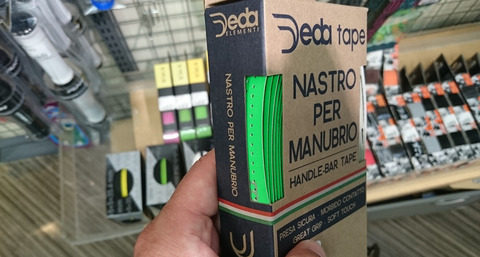 Deda
ELEMENTI
NASTRO PER MANUBRIO
Deda tape
NASTRO
PER
MANUBRIO
HANDLE-BAR TAPE
PRESA SICURA - MORBIDO CONTATTO
GREAT GRIP - SOFT TOUCH